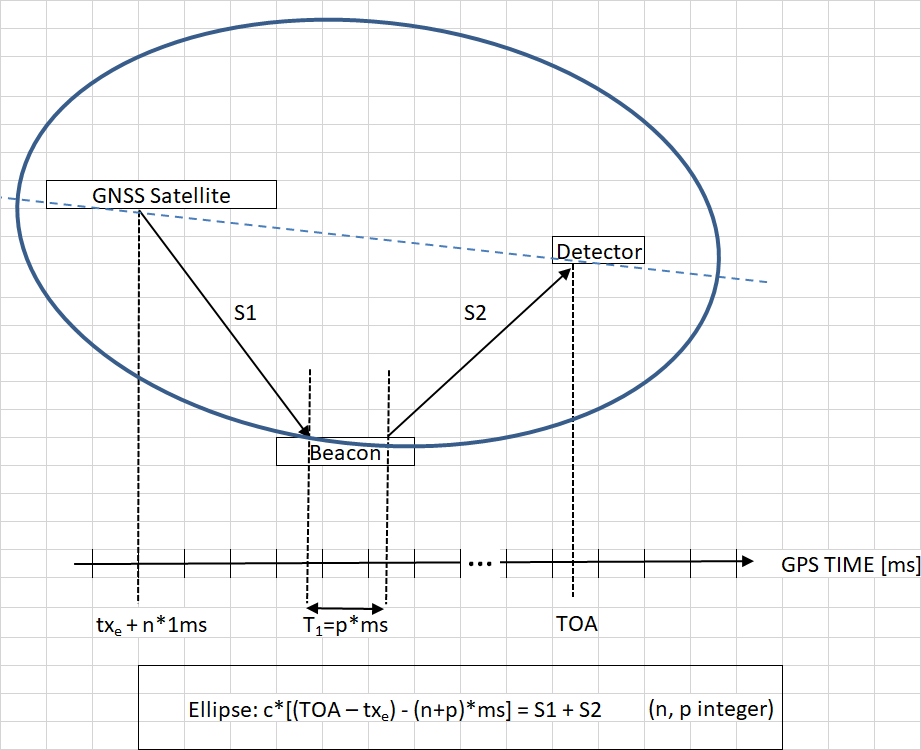 GNSS Satellite
Detector
S1 S2
Beacon
...
GPS TIME [ms]
txₑ + n*1ms T₁=p*ms TOA
Ellipse: c*[(TOA – txₑ) - (n+p)*ms] = S1 + S2 (n, p integer)